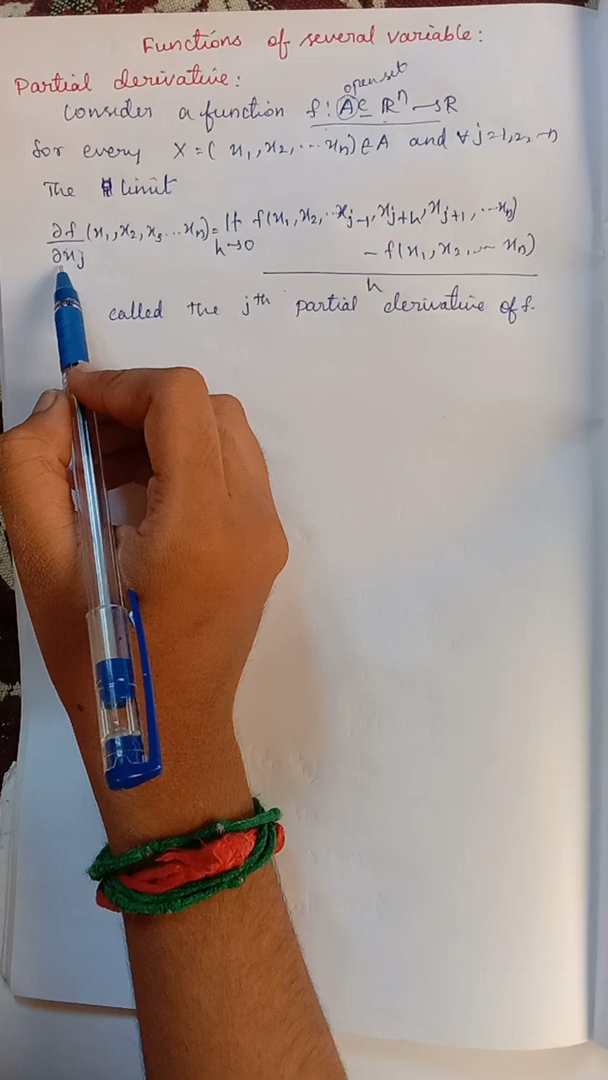 Functions of several variable:
Partial derivative:
open set
Consider a function f: A ⊆ ℝⁿ → ℝ
for every X = (x₁, x₂, ... xₙ) ∈ A and ∀ j = 1, 2, -- n
The limit
∂f/∂xj (x₁, x₂, x₃ ... xₙ) = lt h→0 f(x₁, x₂, .. xj-1, xj+h, xj+1, ... xₙ)
- f(x₁, x₂, -- xₙ)
h
called the jth partial derivative of f.